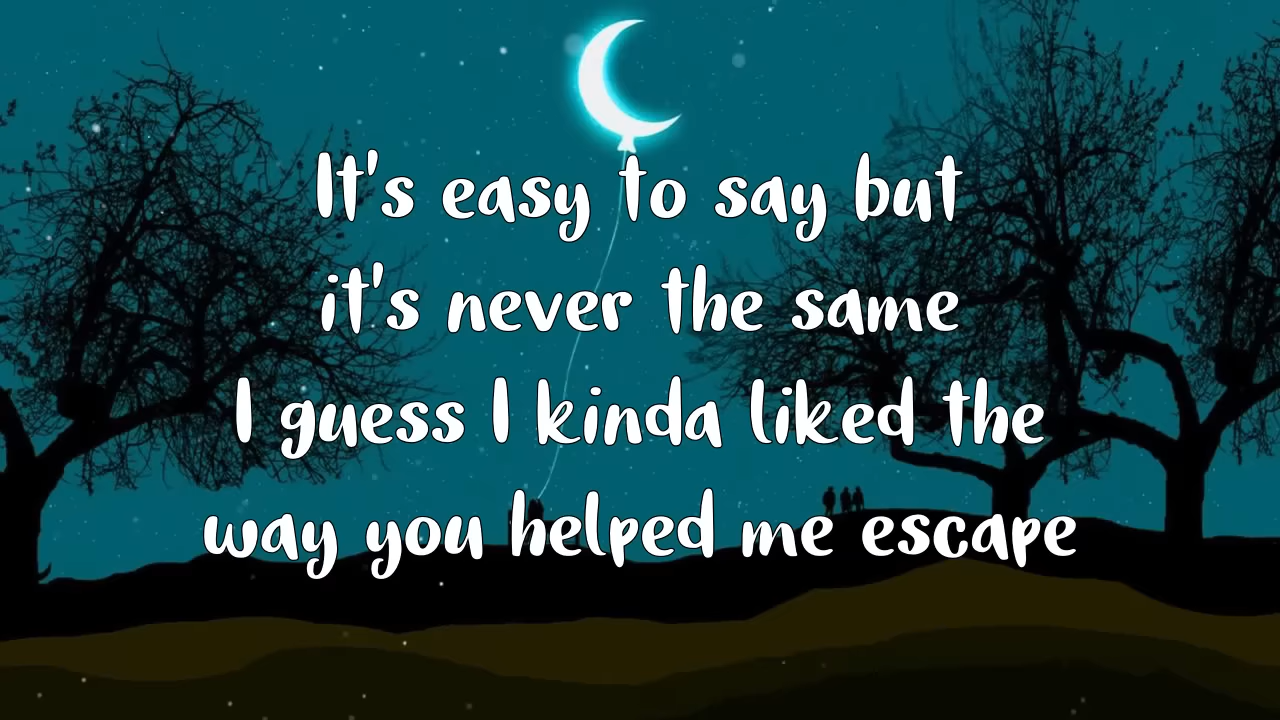 It's easy to say but
it's never the same
I guess I kinda liked the
way you helped me escape